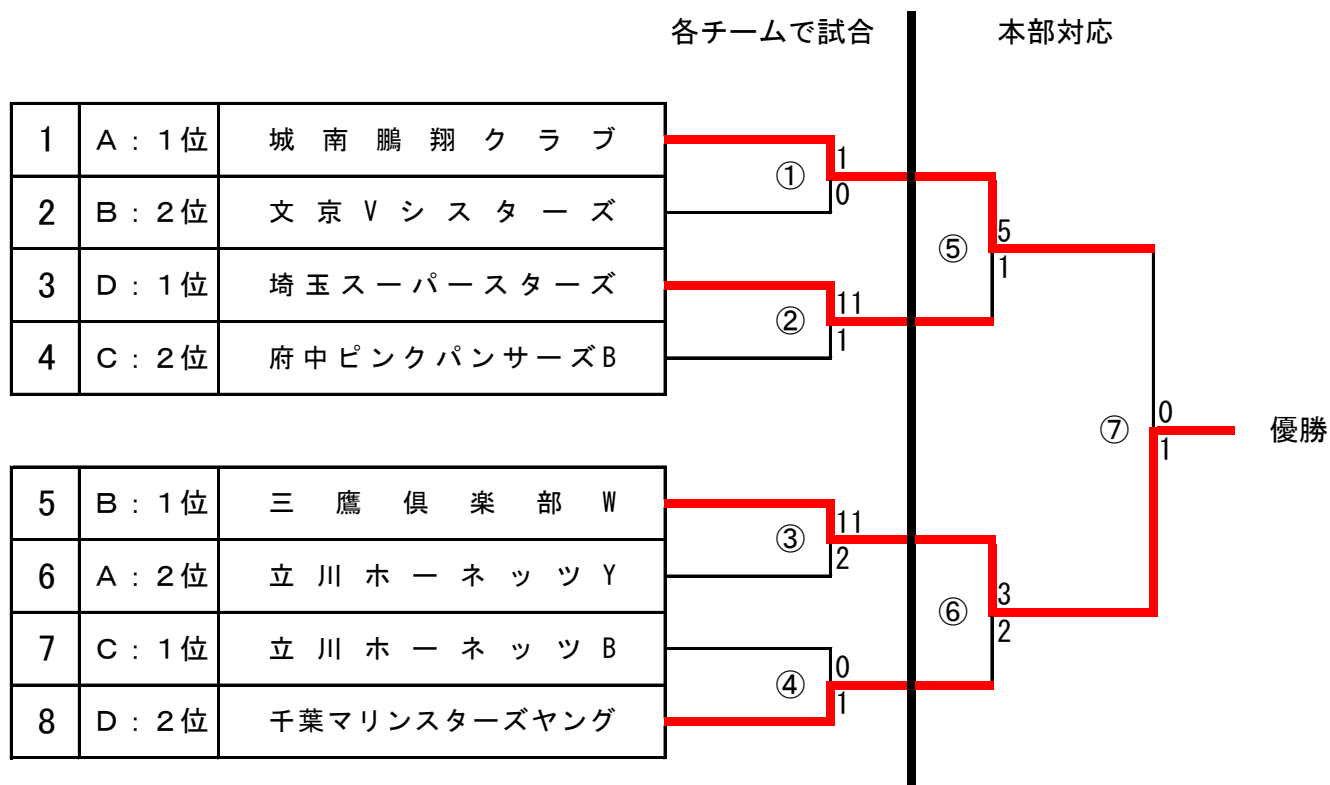 各チームで試合 本部対応
1 A：1位 城南鵬翔クラブ
① 1
0
2 B：2位 文京Vシスターズ
⑤ 5
1
3 D：1位 埼玉スーパースターズ
② 11
1
4 C：2位 府中ピンクパンサーズB
⑦ 0
1
優勝
5 B：1位 三鷹倶楽部W
③ 11
2
6 A：2位 立川ホーネッツY
⑥ 3
2
7 C：1位 立川ホーネッツB
④ 0
1
8 D：2位 千葉マリンスターズヤング